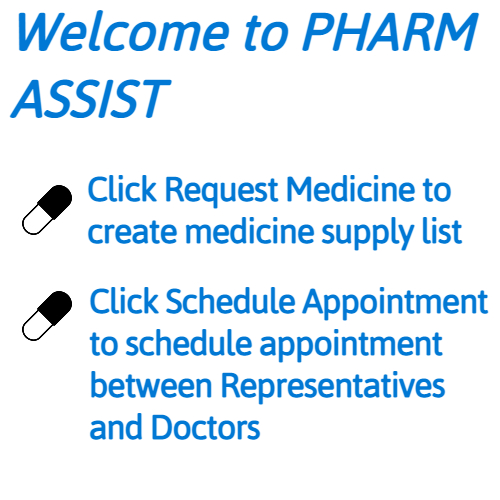 Welcome to PHARM
ASSIST
Click Request Medicine to
create medicine supply list
Click Schedule Appointment
to schedule appointment
between Representatives
and Doctors